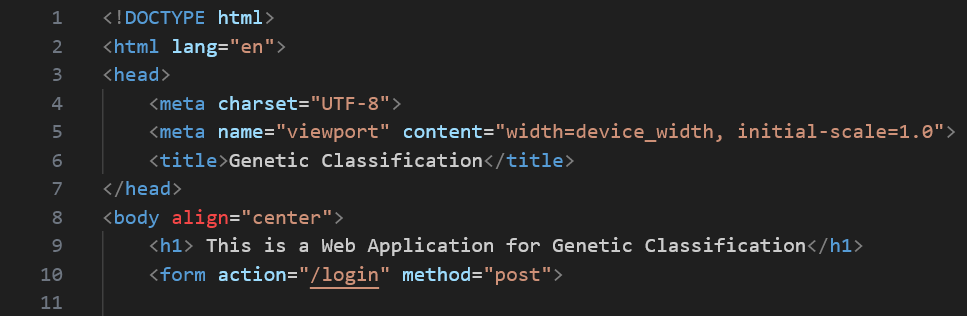 1 <!DOCTYPE html>
2 <html lang="en">
3 <head>
4 <meta charset="UTF-8">
5 <meta name="viewport" content="width=device_width, initial-scale=1.0">
6 <title>Genetic Classification</title>
7 </head>
8 <body align="center">
9 <h1> This is a Web Application for Genetic Classification</h1>
10 <form action="/login" method="post">
11